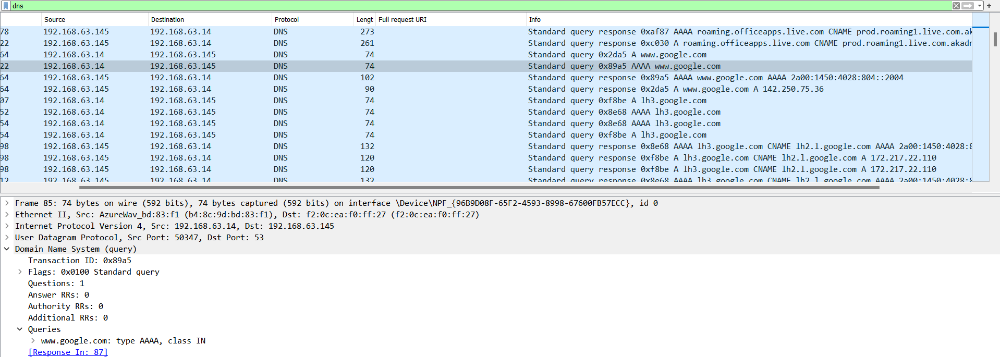 dns
Source Destination Protocol Lengt Full request URI Info
78 192.168.63.145 192.168.63.14 DNS 273 Standard query response 0xaf87 AAAA roaming.officeapps.live.com CNAME prod.roaming1.live.com.ak
22 192.168.63.145 192.168.63.14 DNS 261 Standard query response 0xc030 A roaming.officeapps.live.com CNAME prod.roaming1.live.com.akadn
64 192.168.63.14 192.168.63.145 DNS 74 Standard query 0x2da5 A www.google.com
22 192.168.63.14 192.168.63.145 DNS 74 Standard query 0x89a5 AAAA www.google.com
64 192.168.63.145 192.168.63.14 DNS 102 Standard query response 0x89a5 AAAA www.google.com AAAA 2a00:1450:4028:804::2004
64 192.168.63.145 192.168.63.14 DNS 90 Standard query response 0x2da5 A www.google.com A 142.250.75.36
07 192.168.63.14 192.168.63.145 DNS 74 Standard query 0xf8be A lh3.google.com
52 192.168.63.14 192.168.63.145 DNS 74 Standard query 0x8e68 AAAA lh3.google.com
54 192.168.63.14 192.168.63.145 DNS 74 Standard query 0x8e68 AAAA lh3.google.com
54 192.168.63.14 192.168.63.145 DNS 74 Standard query 0xf8be A lh3.google.com
98 192.168.63.145 192.168.63.14 DNS 132 Standard query response 0x8e68 AAAA lh3.google.com CNAME lh2.l.google.com AAAA 2a00:1450:4028:8
98 192.168.63.145 192.168.63.14 DNS 120 Standard query response 0xf8be A lh3.google.com CNAME lh2.l.google.com A 172.217.22.110
98 192.168.63.145 192.168.63.14 DNS 120 Standard query response 0xf8be A lh3.google.com CNAME lh2.l.google.com A 172.217.22.110
12 192.168.63.145 192.168.63.14 DNS 132 Standard query response 0x8e68 AAAA lh3.google.com CNAME lh2.l.google.com AAAA 2a00:1450:4028:8
Frame 85: 74 bytes on wire (592 bits), 74 bytes captured (592 bits) on interface \Device\NPF_{96B9D08F-65F2-4593-8998-67600FB57ECC}, id 0
Ethernet II, Src: AzureWav_bd:83:f1 (b4:8c:9d:bd:83:f1), Dst: f2:0c:ea:f0:ff:27 (f2:0c:ea:f0:ff:27)
Internet Protocol Version 4, Src: 192.168.63.14, Dst: 192.168.63.145
User Datagram Protocol, Src Port: 50347, Dst Port: 53
Domain Name System (query)
Transaction ID: 0x89a5
Flags: 0x0100 Standard query
Questions: 1
Answer RRs: 0
Authority RRs: 0
Additional RRs: 0
Queries
www.google.com: type AAAA, class IN
[Response In: 87]